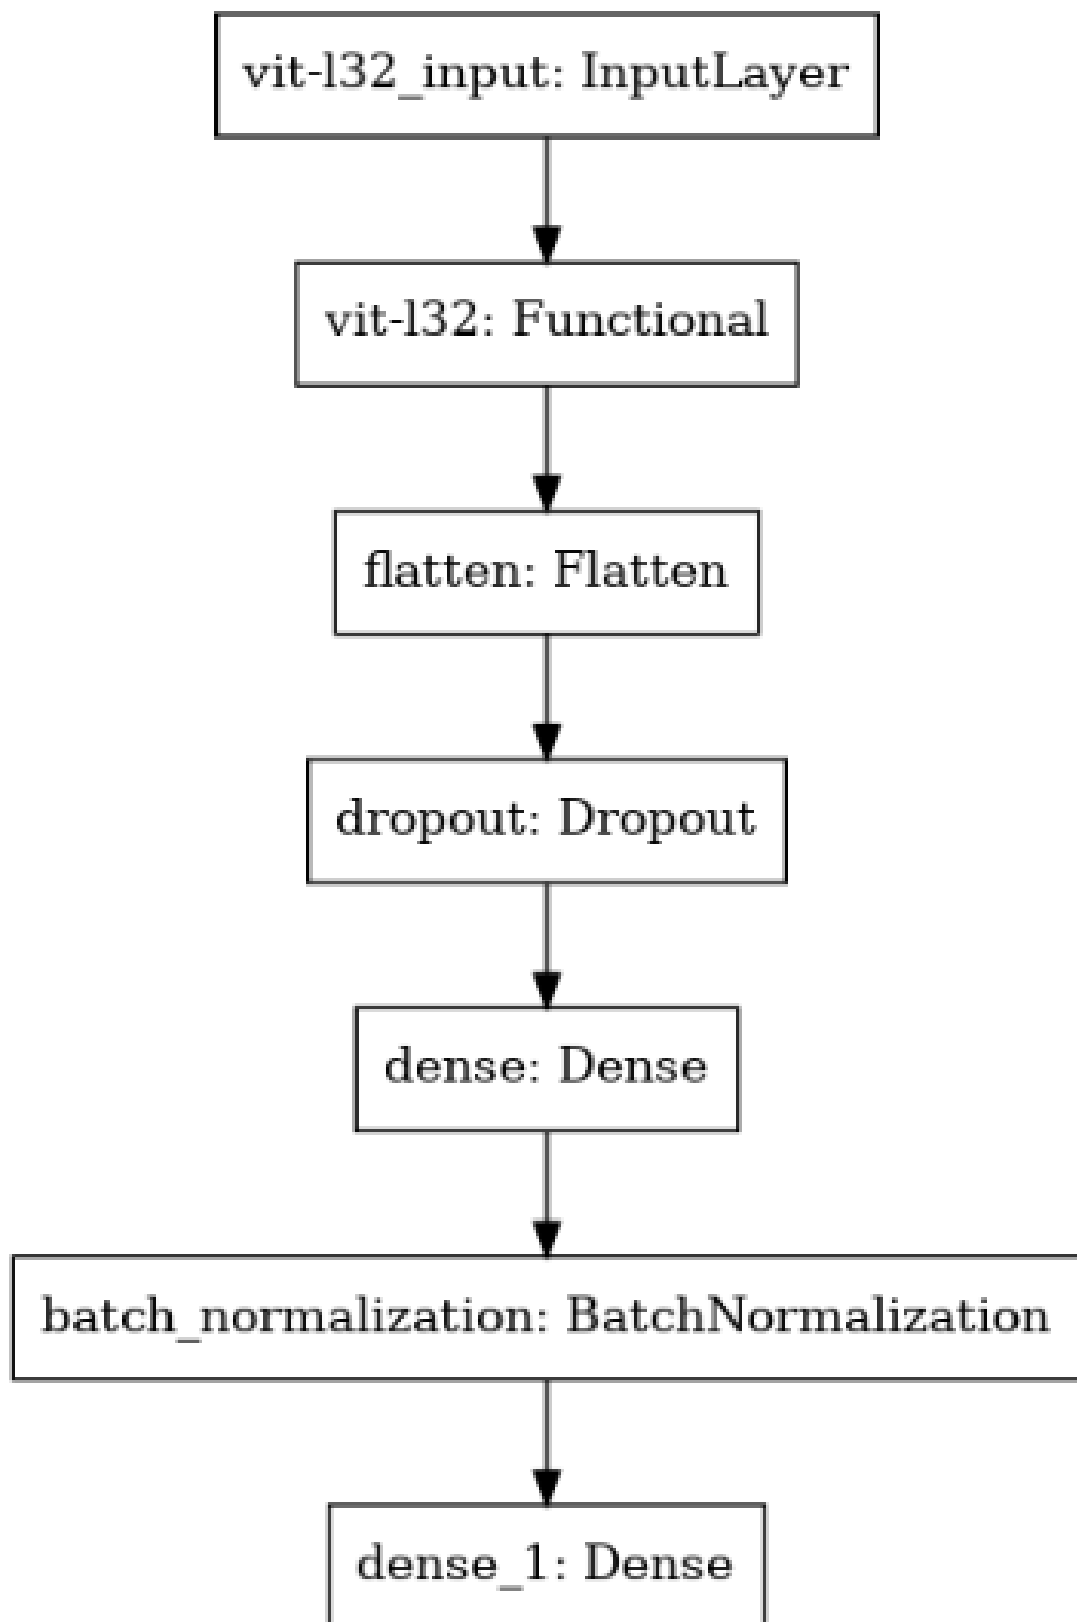 vit-l32_input: InputLayer
vit-l32: Functional
flatten: Flatten
dropout: Dropout
dense: Dense
batch_normalization: BatchNormalization
dense_1: Dense